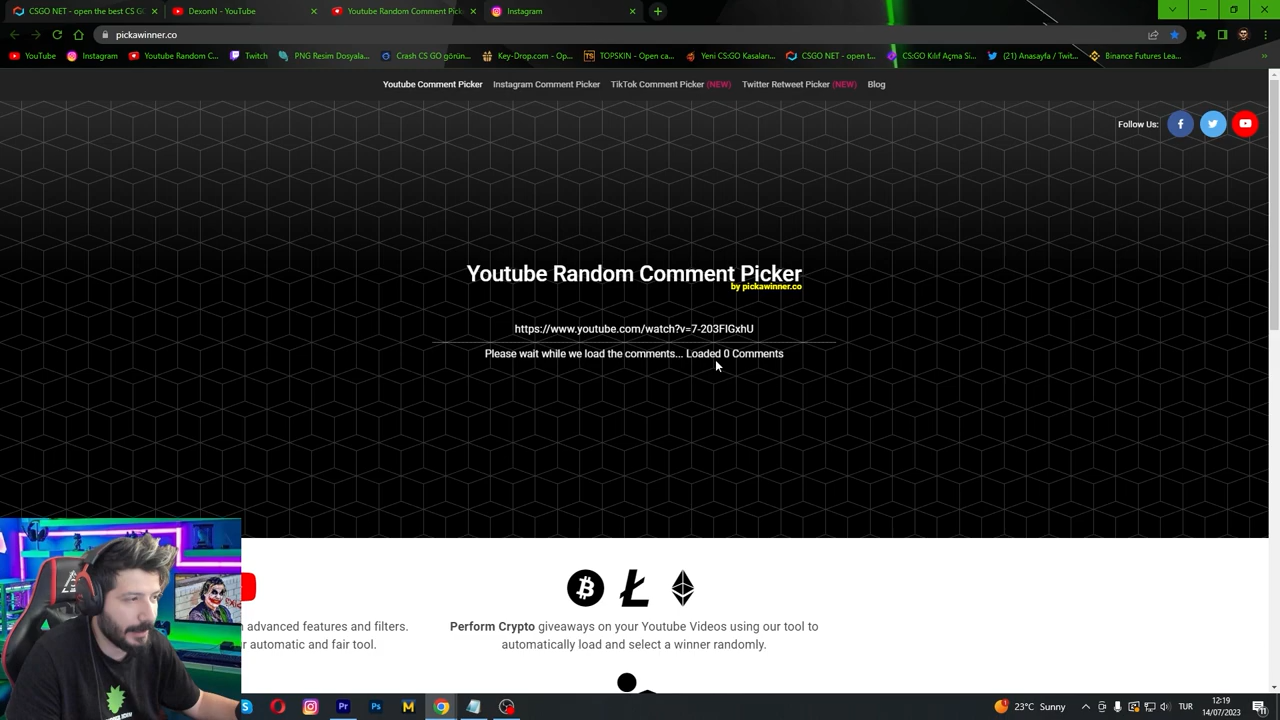 CSGO NET - open the best CS G
DexonN - YouTube
Youtube Random Comment Pick
Instagram
pickawinner.co
YouTube
Instagram
Youtube Random C...
Twitch
PNG Resim Dosyala...
Crash CS GO görün...
Key-Drop.com - Op...
TOPSKIN - Open ca...
Yeni CS:GO Kasaları...
CSGO NET - open t...
CS:GO Kılıf Açma Si...
(21) Anasayfa / Twit...
Binance Futures Lea...
Youtube Comment Picker
Instagram Comment Picker
TikTok Comment Picker (NEW)
Twitter Retweet Picker (NEW)
Blog
Follow Us:
Youtube Random Comment Picker
by pickawinner.co
https://www.youtube.com/watch?v=7-203FlGxhU
Please wait while we load the comments... Loaded 0 Comments
advanced features and filters.
r automatic and fair tool.
Perform Crypto giveaways on your Youtube Videos using our tool to
automatically load and select a winner randomly.
23°C Sunny
TUR
12:19
14/07/2023